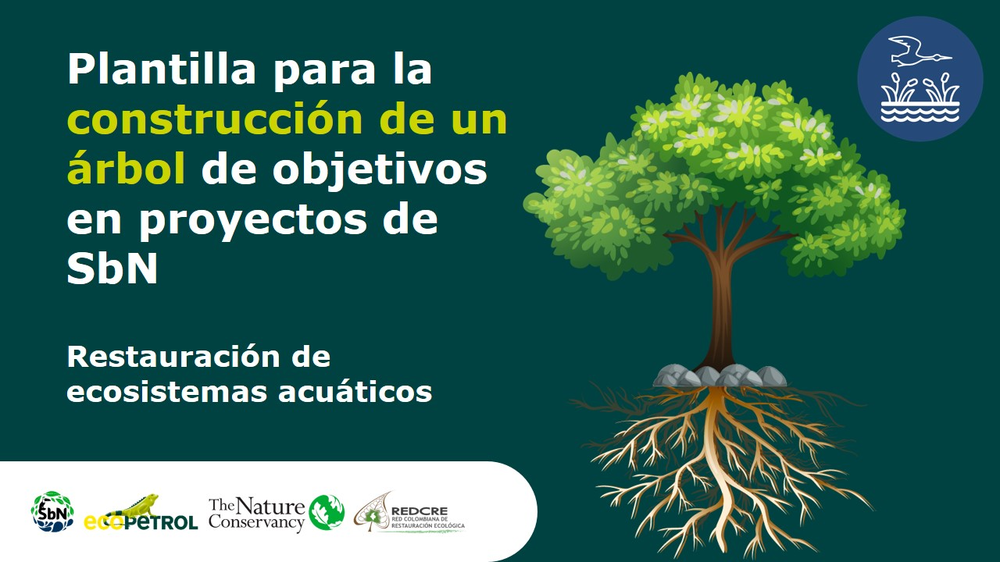 Plantilla para la
construcción de un
árbol de objetivos
en proyectos de
SbN
Restauración de
ecosistemas acuáticos
SbN
ecoPETROL
The Nature
Conservancy
REDCRE
RED COLOMBIANA DE
RESTAURACIÓN ECOLÓGICA